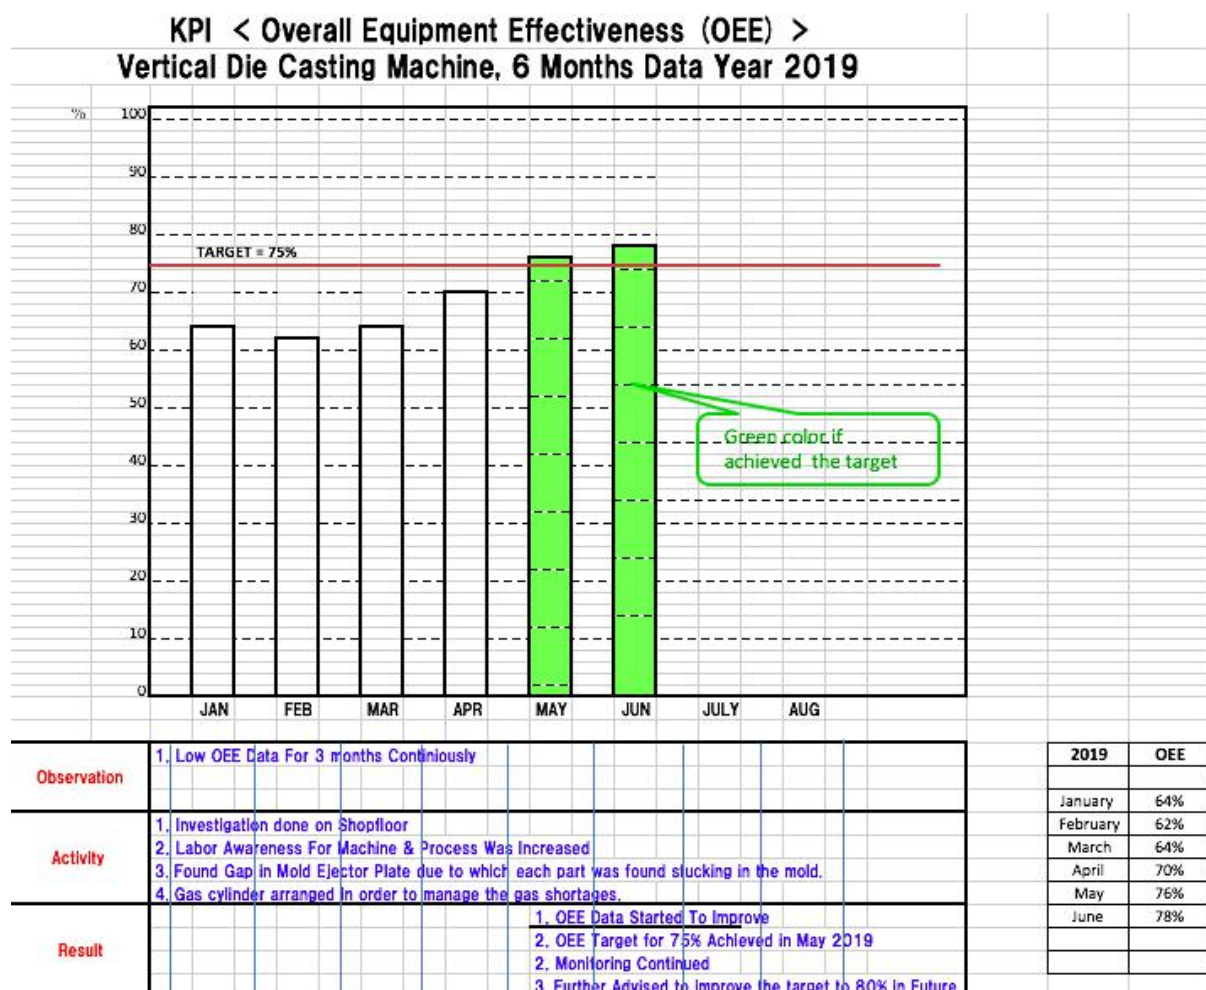 KPI < Overall Equipment Effectiveness (OEE) >
Vertical Die Casting Machine, 6 Months Data Year 2019
%
100
90
80
TARGET = 75%
70
60
50
Green color if
achieved the target
40
30
20
10
0
JAN FEB MAR APR MAY JUN JULY AUG
Observation
1. Low OEE Data For 3 months Continiously
Activity
1. Investigation done on Shopfloor
2. Labor Awareness For Machine & Process Was Increased
3. Found Gap in Mold Ejector Plate due to which each part was found stucking in the mold.
4. Gas cylinder arranged in order to manage the gas shortages.
Result
1. OEE Data Started To Improve
2. OEE Target for 75% Achieved in May 2019
2. Monitoring Continued
3. Further Advised to improve the target to 80% in Future
2019 OEE
January 64%
February 62%
March 64%
April 70%
May 76%
June 78%